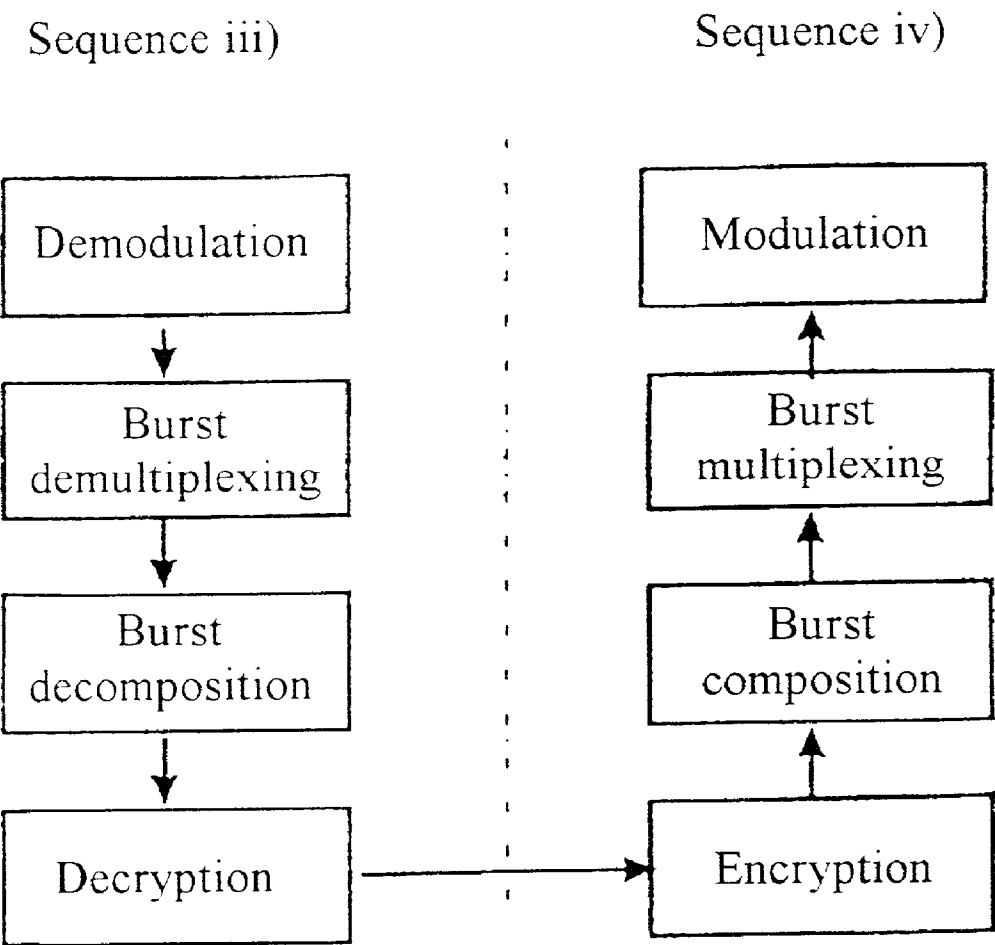 Sequence iii)
Sequence iv)
Demodulation
Burst
demultiplexing
Burst
decomposition
Decryption
Modulation
Burst
multiplexing
Burst
composition
Encryption